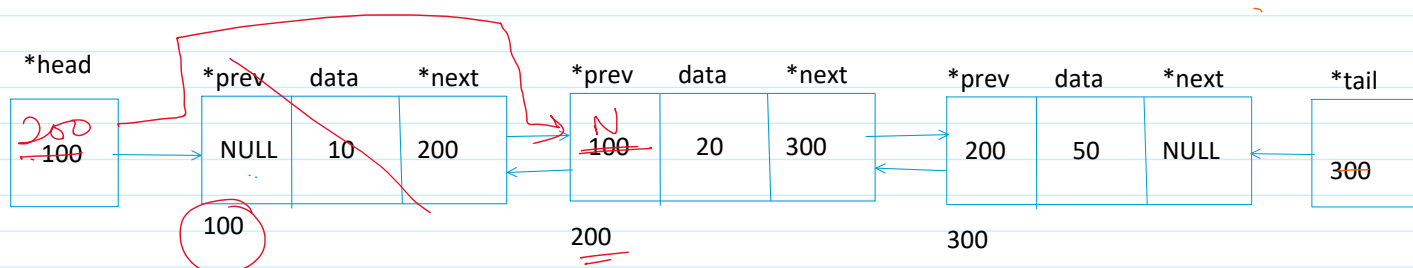 *head
*prev data *next
*prev data *next
*prev data *next
*tail
200
100
NULL 10 200
N
100 20 300
200 50 NULL
300
100
200
300